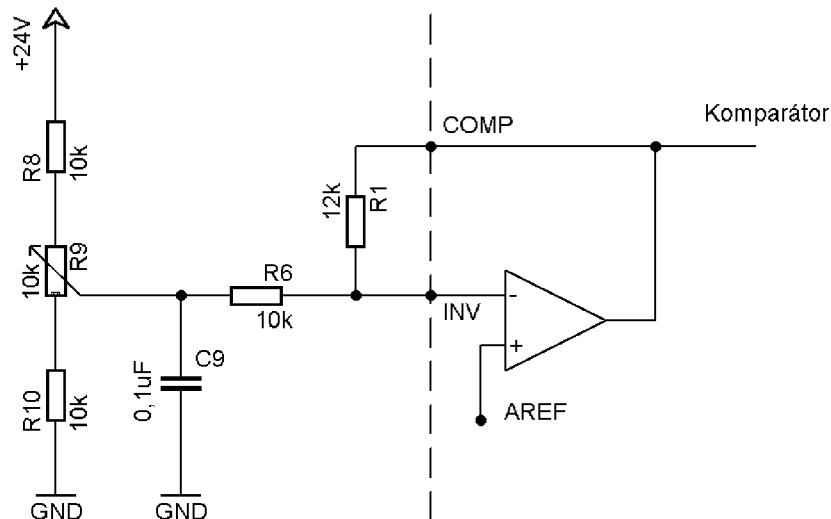 +24V
R8
10k
R9
10k
R10
10k
GND
C9
0,1uF
GND
R6
10k
R1
12k
COMP
INV
-
+
AREF
Komparátor